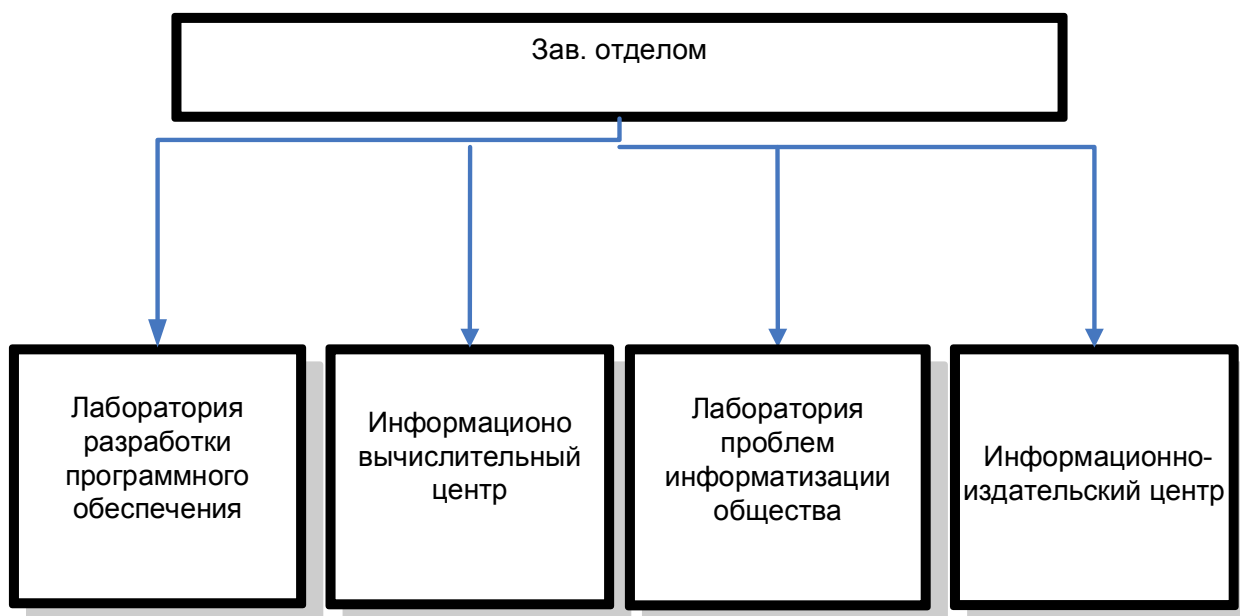 Зав. отделом
Лаборатория
разработки
программного
обеспечения
Информационо
вычислительный
центр
Лаборатория
проблем
информатизации
общества
Информационно-
издательский центр